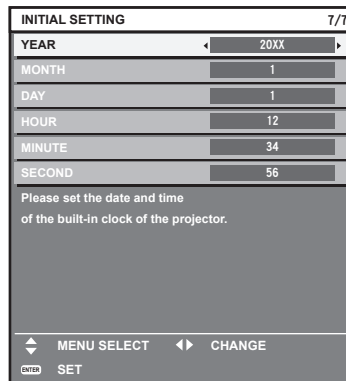 INITIAL SETTING 7/7
YEAR 20XX
MONTH 1
DAY 1
HOUR 12
MINUTE 34
SECOND 56
Please set the date and time
of the built-in clock of the projector.
MENU SELECT CHANGE
ENTER SET